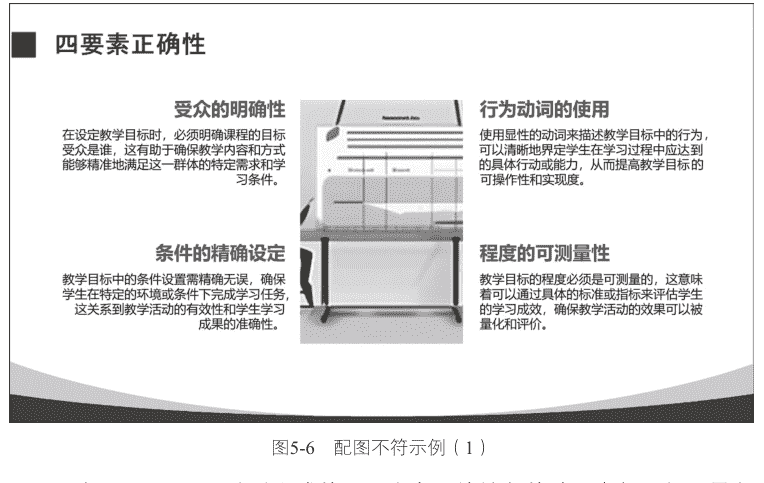 四要素正确性
受众的明确性
在设定教学目标时，必须明确课程的目标
受众是谁，这有助于确保教学内容和方式
能够精准地满足这一群体的特定需求和学
习条件。
行为动词的使用
使用显性的动词来描述教学目标中的行为，
可以清晰地界定学生在学习过程中应达到
的具体行动或能力，从而提高教学目标的
可操作性和实现度。
条件的精确设定
教学目标中的条件设置需精确无误，确保
学生在特定的环境或条件下完成学习任务，
这关系到教学活动的有效性和学生学习
成果的准确性。
程度的可测量性
教学目标的程度必须是可测量的，这意味
着可以通过具体的标准或指标来评估学生
的学习成效，确保教学活动的效果可以被
量化和评价。
图5-6 配图不符示例（1）